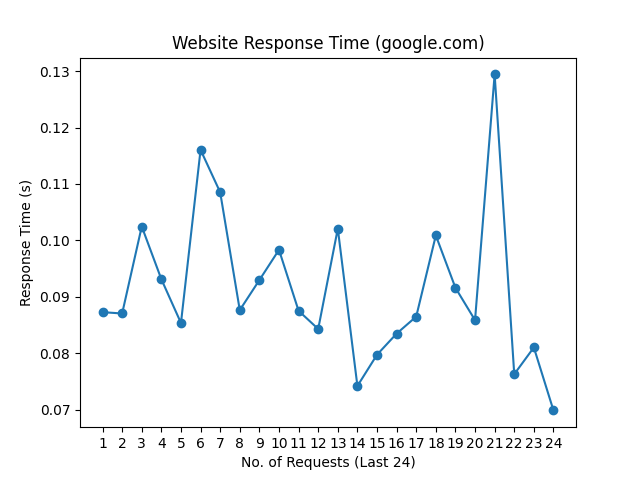 Website Response Time (google.com)
0.13
0.12
0.11
0.10
0.09
0.08
0.07
Response Time (s)
1 2 3 4 5 6 7 8 9 10 11 12 13 14 15 16 17 18 19 20 21 22 23 24
No. of Requests (Last 24)